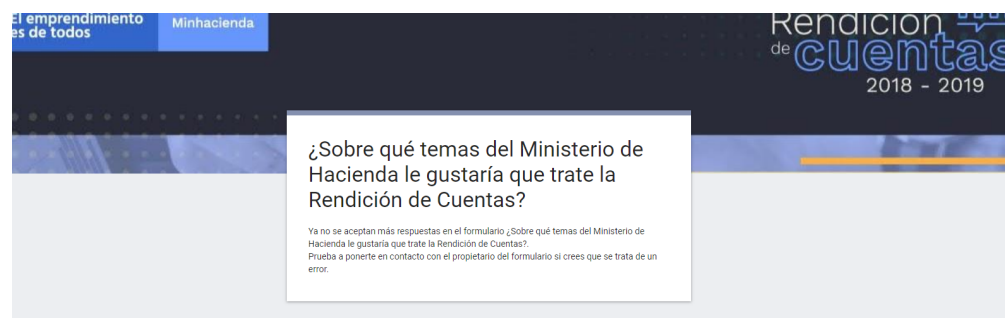 El emprendimiento
es de todos
Minhacienda
Rendición
de cuentas
2018 - 2019
¿Sobre qué temas del Ministerio de
Hacienda le gustaría que trate la
Rendición de Cuentas?
Ya no se aceptan más respuestas en el formulario ¿Sobre qué temas del Ministerio de
Hacienda le gustaría que trate la Rendición de Cuentas?.
Prueba a ponerte en contacto con el propietario del formulario si crees que se trata de un
error.